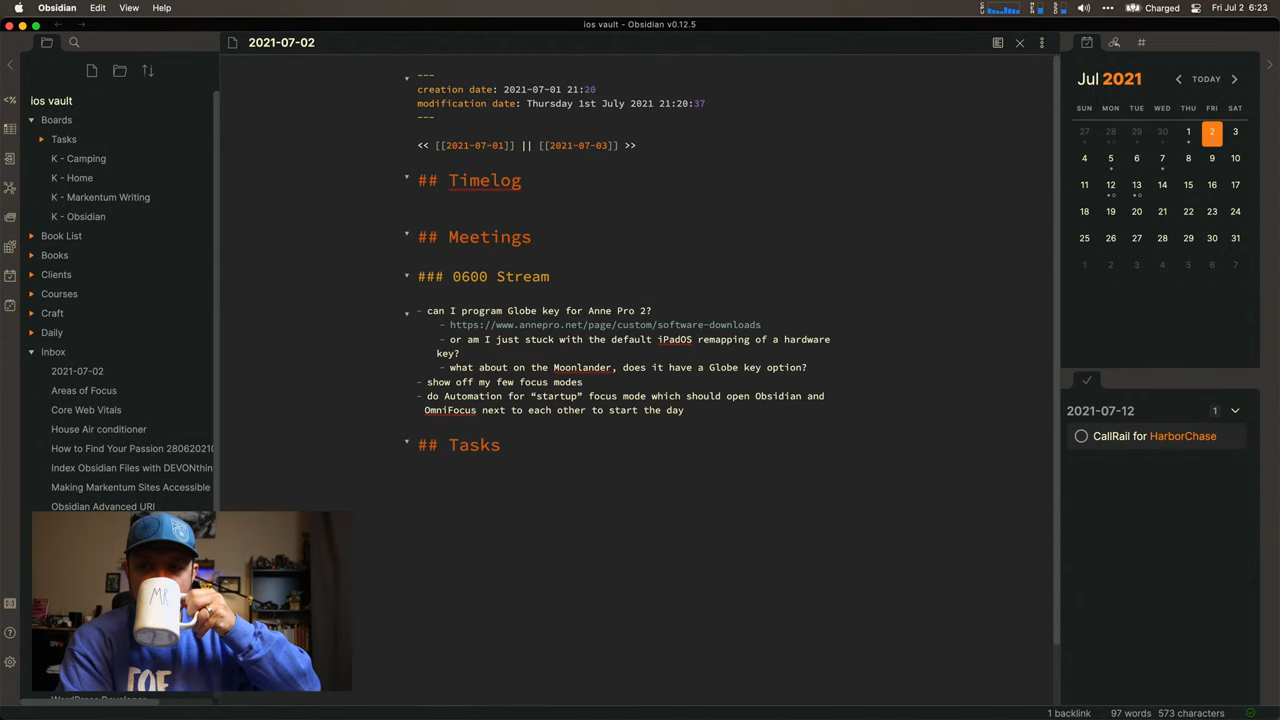 Obsidian Edit View Help
Charged Fri Jul 2 6:23
ios vault - Obsidian v0.12.5
2021-07-02
ios vault
Boards
Tasks
K - Camping
K - Home
K - Markentum Writing
K - Obsidian
Book List
Books
Clients
Courses
Craft
Daily
Inbox
2021-07-02
Areas of Focus
Core Web Vitals
House Air conditioner
How to Find Your Passion 28062021
Index Obsidian Files with DEVONthin
Making Markentum Sites Accessible
Obsidian Advanced URI
---
creation date: 2021-07-01 21:20
modification date: Thursday 1st July 2021 21:20:37
---
<< [[2021-07-01]] || [[2021-07-03]] >>
## Timelog
## Meetings
### 0600 Stream
- can I program Globe key for Anne Pro 2?
- https://www.annepro.net/page/custom/software-downloads
- or am I just stuck with the default iPadOS remapping of a hardware
key?
- what about on the Moonlander, does it have a Globe key option?
- show off my few focus modes
- do Automation for “startup” focus mode which should open Obsidian and
OmniFocus next to each other to start the day
## Tasks
MR
Jul 2021 TODAY
SUN MON TUE WED THU FRI SAT
27 28 29 30 1 2 3
4 5 6 7 8 9 10
11 12 13 14 15 16 17
18 19 20 21 22 23 24
25 26 27 28 29 30 31
1 2 3 4 5 6 7
2021-07-12 1
CallRail for HarborChase
1 backlink 97 words 573 characters